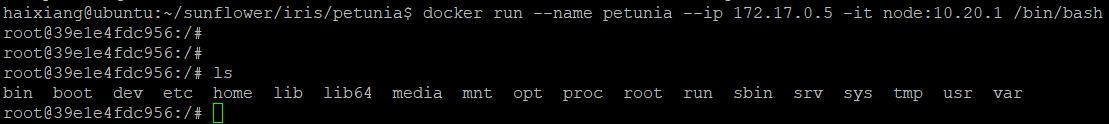 haixiang@ubuntu:~/sunflower/iris/petunia$ docker run --name petunia --ip 172.17.0.5 -it node:10.20.1 /bin/bash
root@39e1e4fdc956:/#
root@39e1e4fdc956:/#
root@39e1e4fdc956:/# ls
bin  boot  dev  etc  home  lib  lib64  media  mnt  opt  proc  root  run  sbin  srv  sys  tmp  usr  var
root@39e1e4fdc956:/#